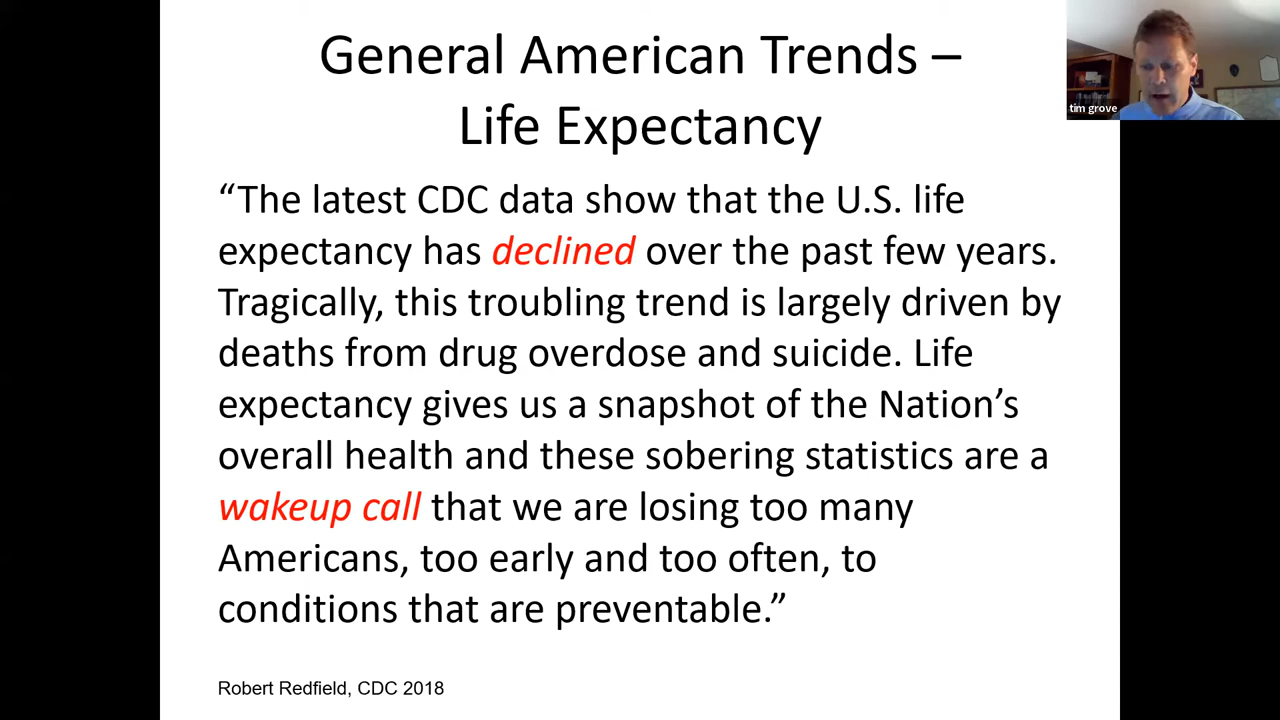 General American Trends –
Life Expectancy
tim grove
“The latest CDC data show that the U.S. life
expectancy has declined over the past few years.
Tragically, this troubling trend is largely driven by
deaths from drug overdose and suicide. Life
expectancy gives us a snapshot of the Nation’s
overall health and these sobering statistics are a
wakeup call that we are losing too many
Americans, too early and too often, to
conditions that are preventable.”
Robert Redfield, CDC 2018